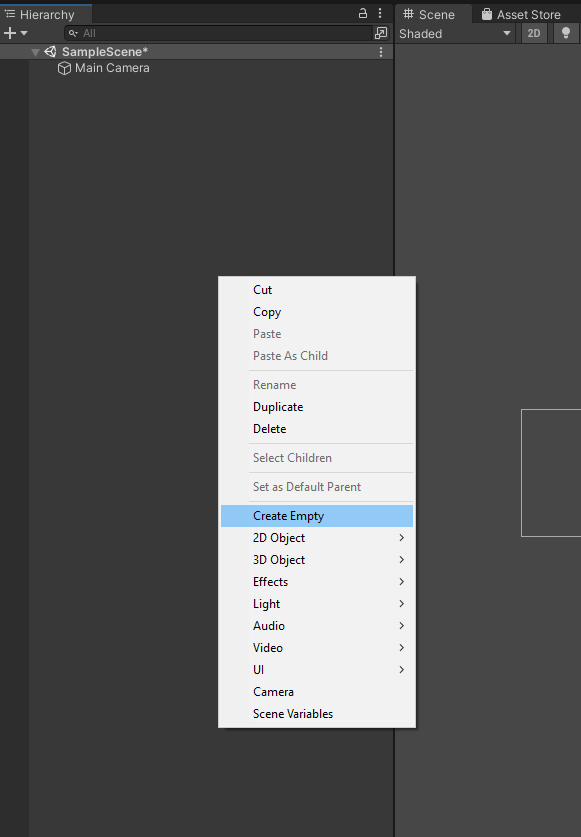 Hierarchy
Scene
Asset Store
All
Shaded
2D
SampleScene*
Main Camera
Cut
Copy
Paste
Paste As Child
Rename
Duplicate
Delete
Select Children
Set as Default Parent
Create Empty
2D Object
3D Object
Effects
Light
Audio
Video
UI
Camera
Scene Variables